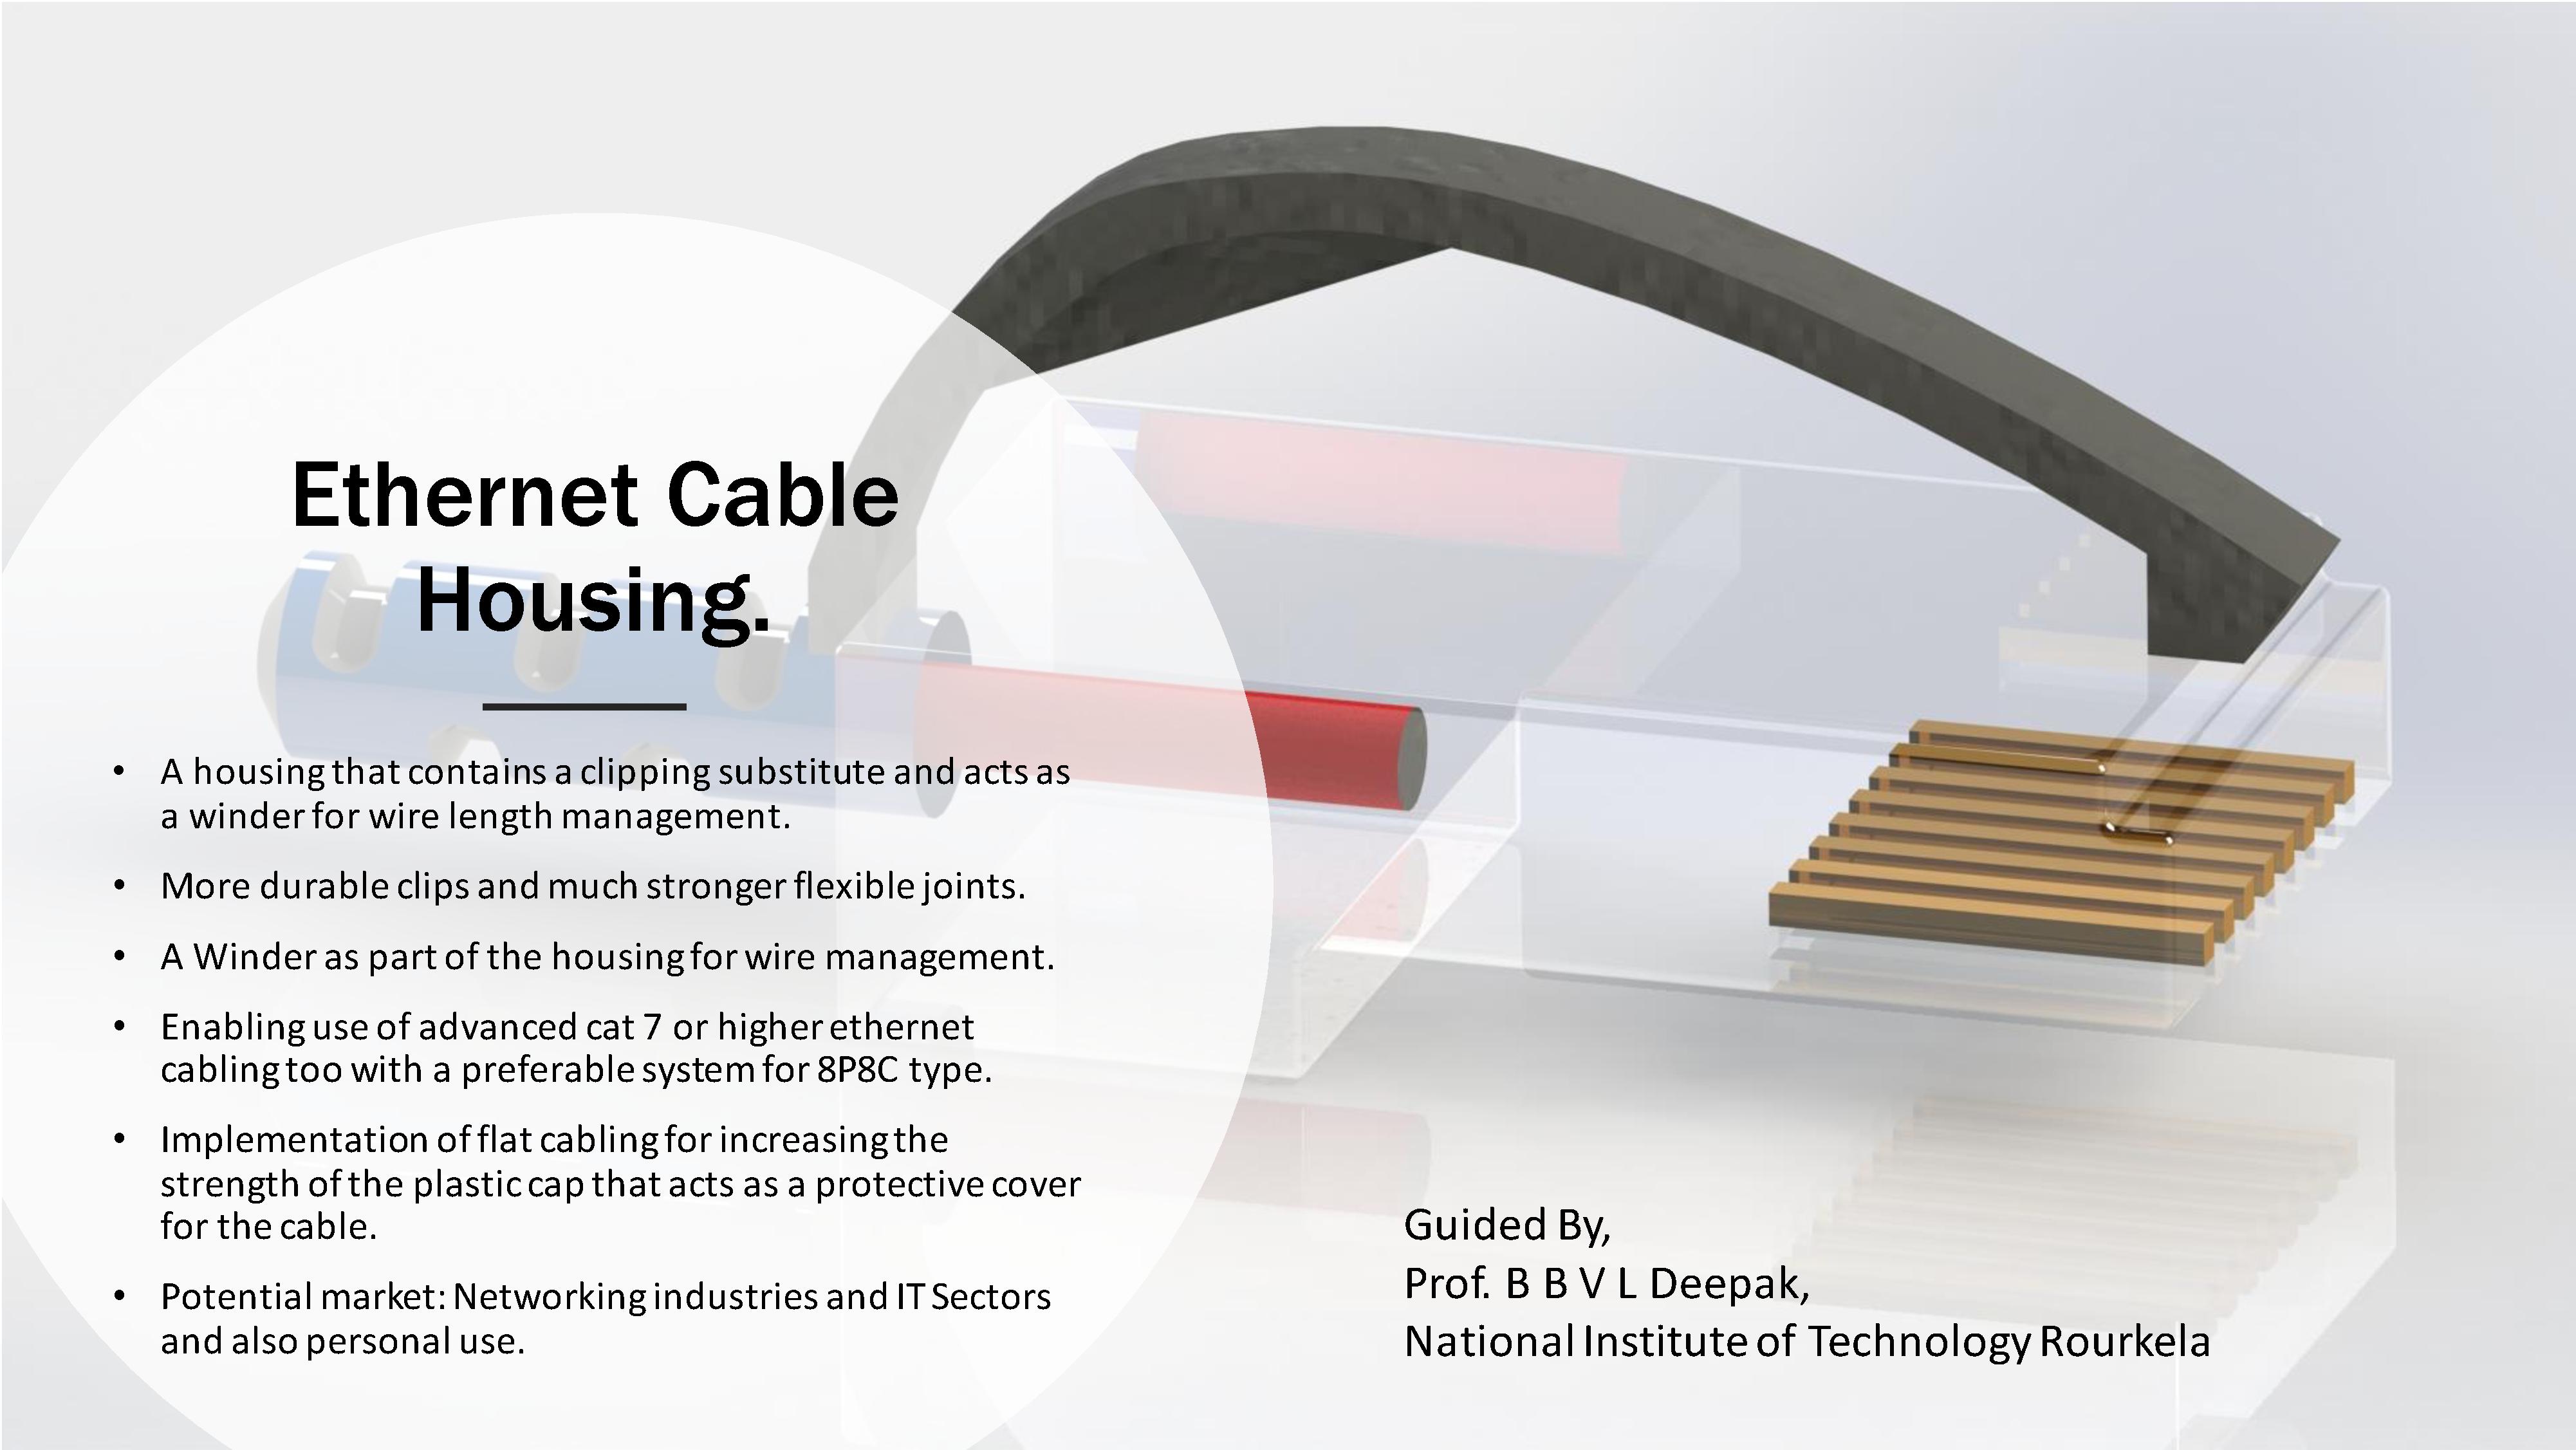 Ethernet Cable
Housing.
• A housing that contains a clipping substitute and acts as
a winder for wire length management.
• More durable clips and much stronger flexible joints.
• A Winder as part of the housing for wire management.
• Enabling use of advanced cat 7 or higher ethernet
cabling too with a preferable system for 8P8C type.
• Implementation of flat cabling for increasing the
strength of the plastic cap that acts as a protective cover
for the cable.
• Potential market: Networking industries and IT Sectors
and also personal use.
Guided By,
Prof. B B V L Deepak,
National Institute of Technology Rourkela